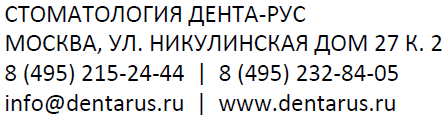 СТОМАТОЛОГИЯ ДЕНТА-РУС
МОСКВА, УЛ. НИКУЛИНСКАЯ ДОМ 27 К. 2
8 (495) 215-24-44 | 8 (495) 232-84-05
info@dentarus.ru | www.dentarus.ru